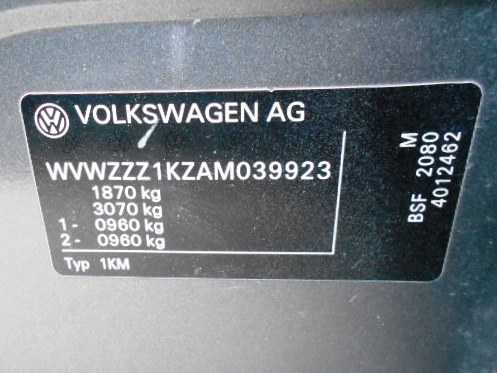 VOLKSWAGEN AG
WVWZZZ1KZAM039923
1870 kg
3070 kg
1 - 0960 kg
2 - 0960 kg
Typ 1KM
M
BSF 2080
4012462